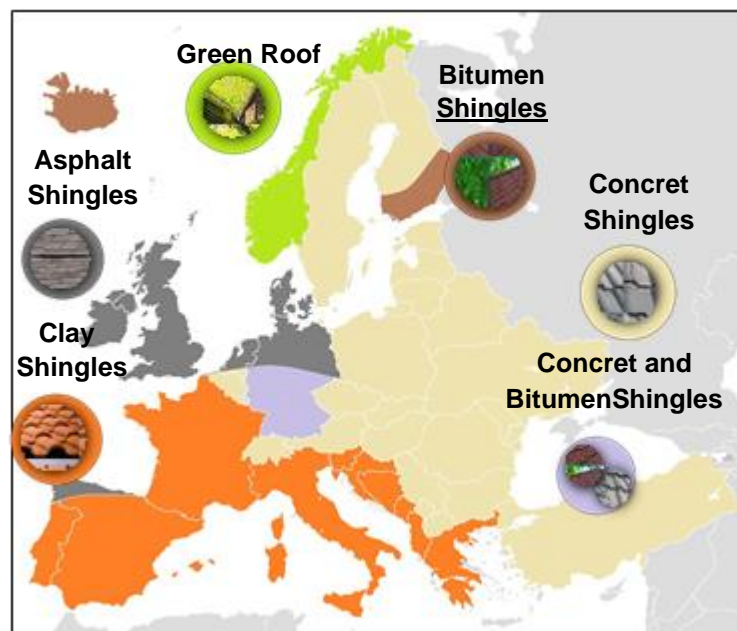 Green Roof
Bitumen
Shingles
Asphalt
Shingles
Concret
Shingles
Clay
Shingles
Concret and
BitumenShingles